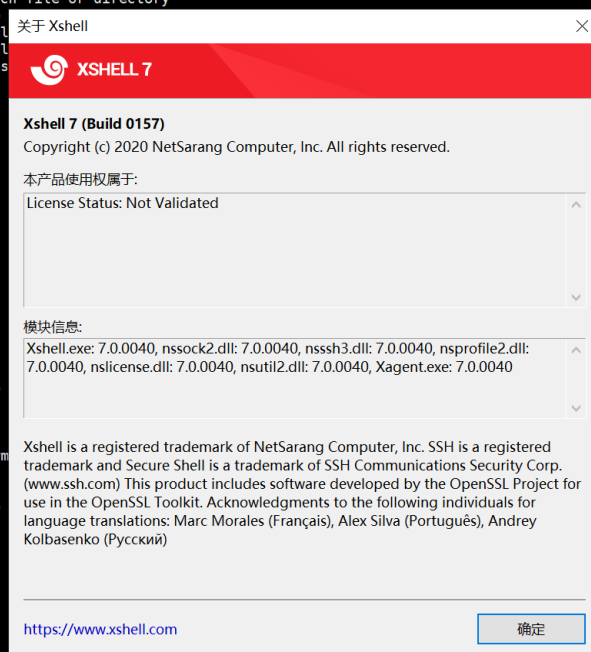 ch file or directory
关于 Xshell
XSHELL 7
Xshell 7 (Build 0157)
Copyright (c) 2020 NetSarang Computer, Inc. All rights reserved.
本产品使用权属于:
License Status: Not Validated
模块信息:
Xshell.exe: 7.0.0040, nssock2.dll: 7.0.0040, nsssh3.dll: 7.0.0040, nsprofile2.dll:
7.0.0040, nslicense.dll: 7.0.0040, nsutil2.dll: 7.0.0040, Xagent.exe: 7.0.0040
Xshell is a registered trademark of NetSarang Computer, Inc. SSH is a registered
trademark and Secure Shell is a trademark of SSH Communications Security Corp.
(www.ssh.com) This product includes software developed by the OpenSSL Project for
use in the OpenSSL Toolkit. Acknowledgments to the following individuals for
language translations: Marc Morales (Français), Alex Silva (Português), Andrey
Kolbasenko (Русский)
https://www.xshell.com
确定